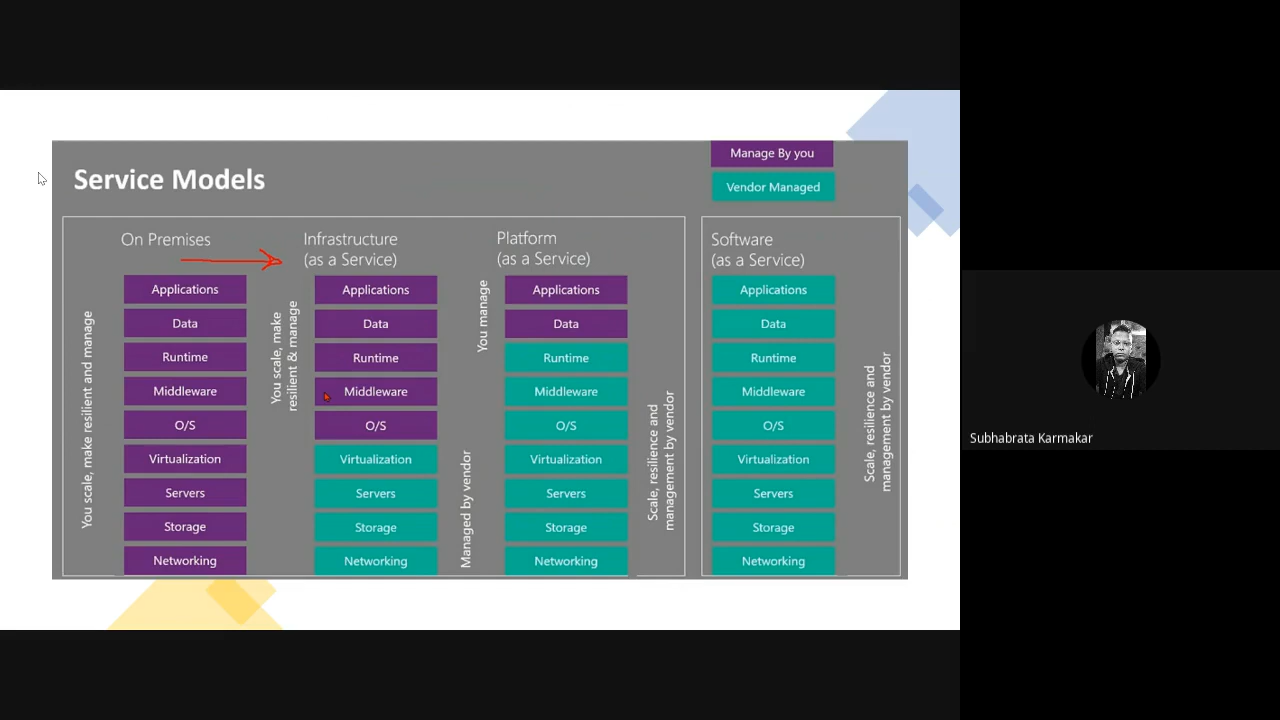 Manage By you
Vendor Managed
Service Models
On Premises
Applications
Data
Runtime
Middleware
O/S
Virtualization
Servers
Storage
Networking
You scale, make resilient and manage
Infrastructure
(as a Service)
Applications
Data
Runtime
Middleware
O/S
Virtualization
Servers
Storage
Networking
You scale, make
resilient & manage
Managed by vendor
Platform
(as a Service)
Applications
Data
Runtime
Middleware
O/S
Virtualization
Servers
Storage
Networking
You manage
Scale, resilience and
management by vendor
Software
(as a Service)
Applications
Data
Runtime
Middleware
O/S
Virtualization
Servers
Storage
Networking
Scale, resilience and
management by vendor
Subhabrata Karmakar